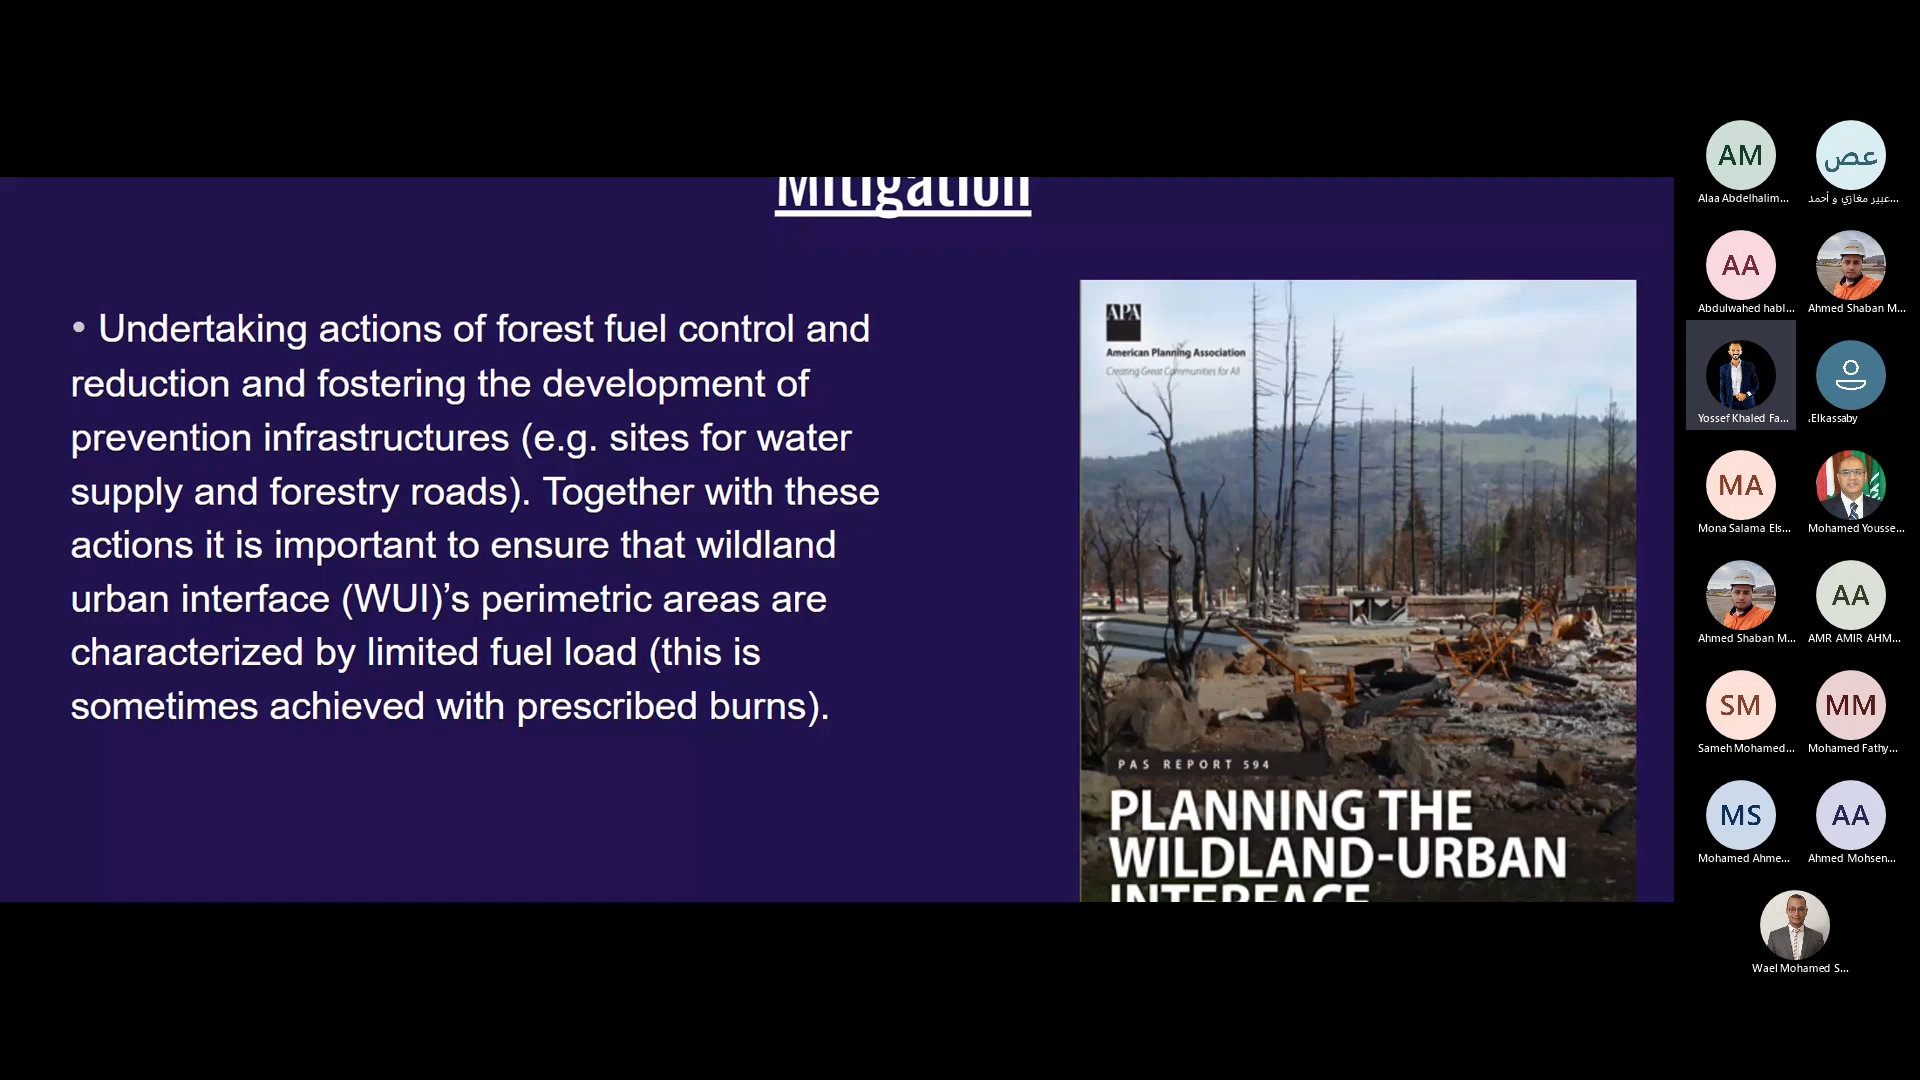 Mitigation
• Undertaking actions of forest fuel control and
reduction and fostering the development of
prevention infrastructures (e.g. sites for water
supply and forestry roads). Together with these
actions it is important to ensure that wildland
urban interface (WUI)’s perimetric areas are
characterized by limited fuel load (this is
sometimes achieved with prescribed burns).
APA
American Planning Association
Creating Great Communities for All
PAS REPORT 594
PLANNING THE
WILDLAND-URBAN
INTERFACE
AM
عص
Alaa Abdelhalim...
عبير مغازي و أحمد...
AA
Abdulwahed habl...
Ahmed Shaban M...
Yossef Khaled Fa...
Elkassaby
MA
Mona Salama Els...
Mohamed Yousse...
AA
Ahmed Shaban M...
AMR AMIR AHM...
SM
MM
Sameh Mohamed...
Mohamed Fathy...
MS
AA
Mohamed Ahme...
Ahmed Mohsen...
Wael Mohamed S...